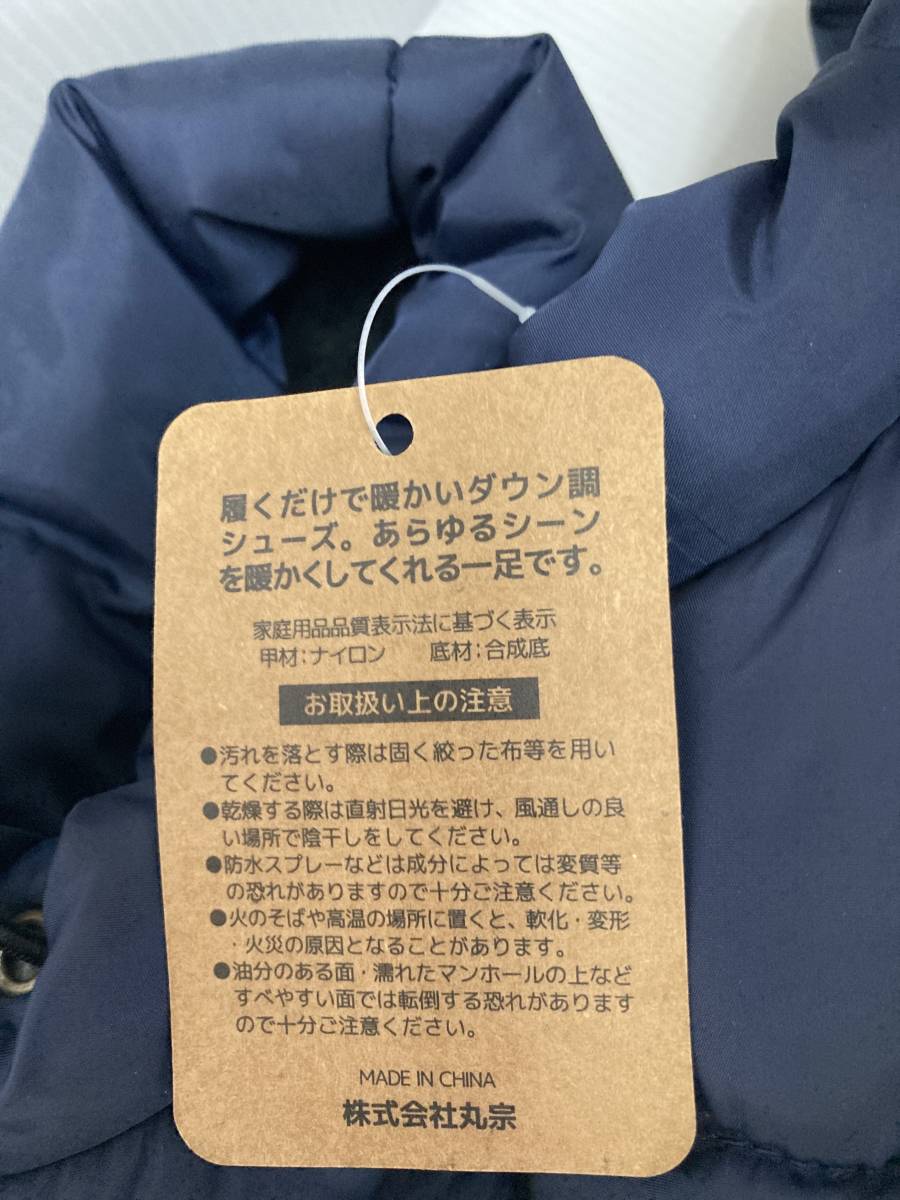 履くだけで暖かいダウン調
シューズ。あらゆるシーン
を暖かくしてくれる一足です。
家庭用品品質表示法に基づく表示
甲材：ナイロン　底材：合成底
お取扱い上の注意
●汚れを落とす際は固く絞った布等を用い
てください。
●乾燥する際は直射日光を避け、風通しの良
い場所で陰干しをしてください。
●防水スプレーなどは成分によっては変質等
の恐れがありますので十分ご注意ください。
●火のそばや高温の場所に置くと、軟化・変形
・火災の原因となることがあります。
●油分のある面・濡れたマンホールの上など
すべやすい面では転倒する恐れがあります
ので十分ご注意ください。
MADE IN CHINA
株式会社丸宗